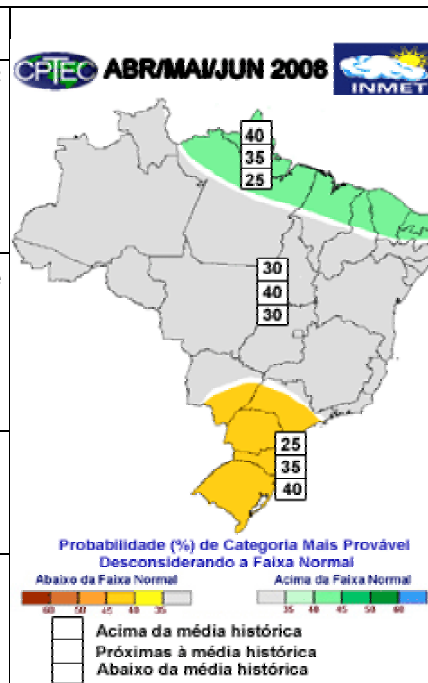 CPTEC ABR/MAI/JUN 2008 INMET
40
35
25
30
40
30
25
35
40
Probabilidade (%) de Categoria Mais Provável
Desconsiderando a Faixa Normal
Abaixo da Faixa Normal Acima da Faixa Normal
60 50 45 40 35 35 40 45 50 60
Acima da média histórica
Próximas à média histórica
Abaixo da média histórica